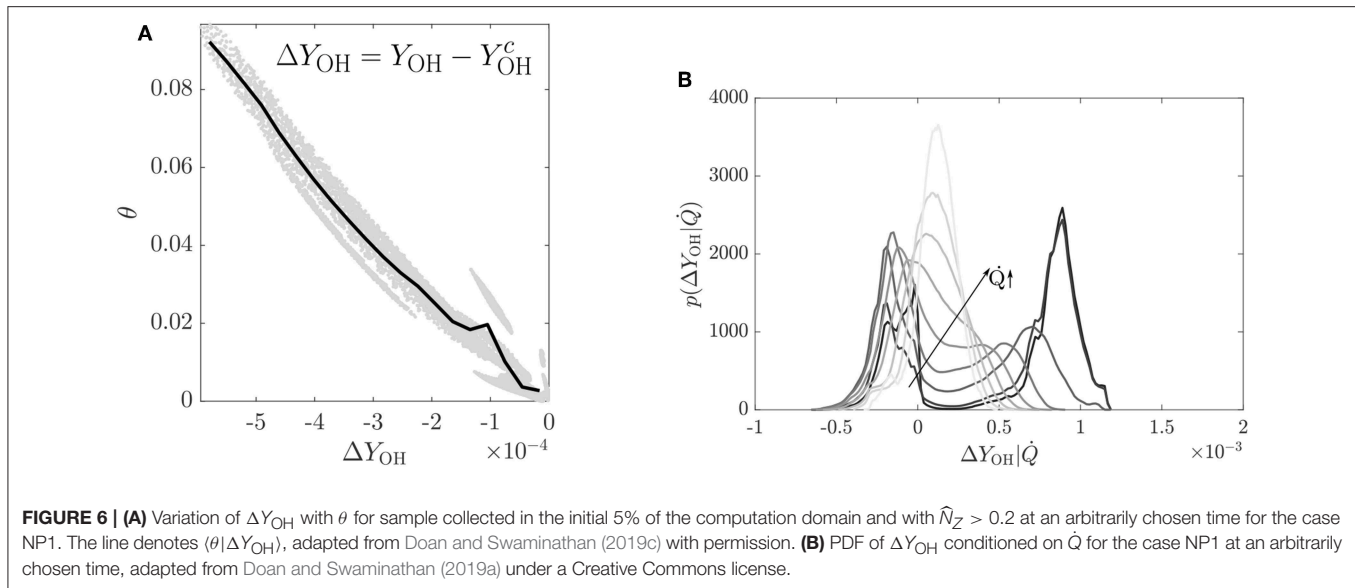 A
ΔY_OH = Y_OH − Y^c_OH
0.08
0.06
0.04
0.02
0
θ
-5 -4 -3 -2 -1 0
ΔY_OH ×10^-4
B
4000
3000
2000
1000
0
p(ΔY_OH|Q̇)
Q̇↑
-1 -0.5 0 0.5 1 1.5 2
ΔY_OH|Q̇ ×10^-3
FIGURE 6 | (A) Variation of ΔY_OH with θ for sample collected in the initial 5% of the computation domain and with N̂_Z > 0.2 at an arbitrarily chosen time for the case
NP1. The line denotes ⟨θ|ΔY_OH⟩, adapted from Doan and Swaminathan (2019c) with permission. (B) PDF of ΔY_OH conditioned on Q̇ for the case NP1 at an arbitrarily
chosen time, adapted from Doan and Swaminathan (2019a) under a Creative Commons license.